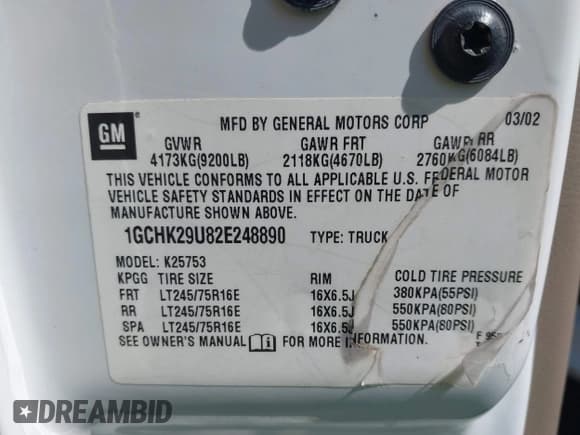 GM
MFD BY GENERAL MOTORS CORP 03/02
GVWR GAWR FRT GAWR RR
4173KG(9200LB) 2118KG(4670LB) 2760KG(6084LB)
THIS VEHICLE CONFORMS TO ALL APPLICABLE U.S. FEDERAL MOTOR
VEHICLE SAFETY STANDARDS IN EFFECT ON THE DATE OF
MANUFACTURE SHOWN ABOVE.
1GCHK29U82E248890 TYPE: TRUCK
MODEL: K25753
KPGG TIRE SIZE RIM COLD TIRE PRESSURE
FRT LT245/75R16E 16X6.5J 380KPA(55PSI)
RR LT245/75R16E 16X6.5J 550KPA(80PSI)
SPA LT245/75R16E 16X6.5J 550KPA(80PSI)
SEE OWNER'S MANUAL FOR MORE INFORMATION.
DREAMBID